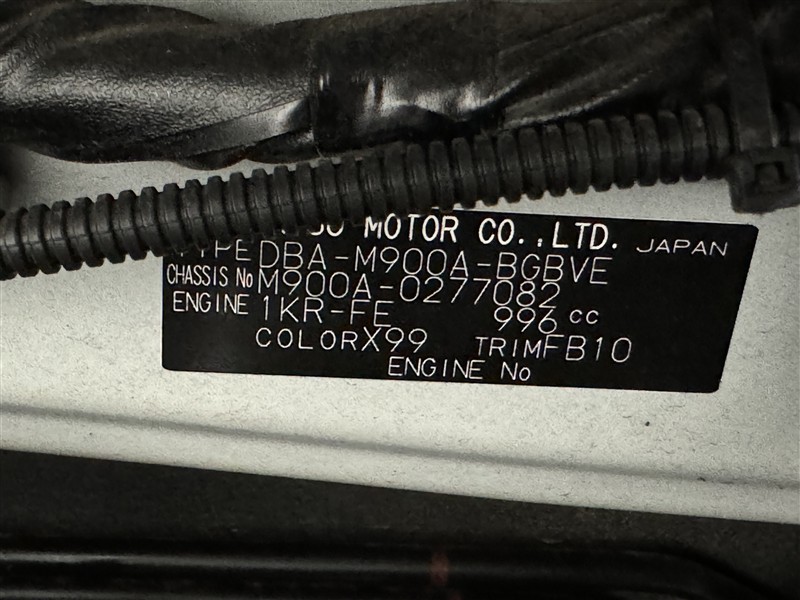 MOTOR CO.,LTD. JAPAN
TYPE DBA-M900A-BGBVE
CHASSIS No M900A-0277082
ENGINE 1KR-FE 996 cc
COLOR X99 TRIM FB10
ENGINE No